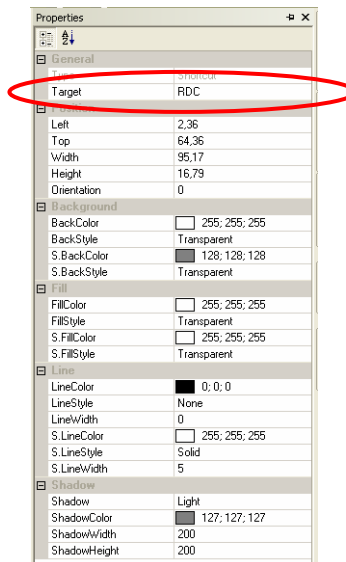 Properties
General
Type Shortcut
Target RDC
Position
Left 2,36
Top 64,36
Width 95,17
Height 16,79
Orientation 0
Background
BackColor 255; 255; 255
BackStyle Transparent
S.BackColor 128; 128; 128
S.BackStyle Transparent
Fill
FillColor 255; 255; 255
FillStyle Transparent
S.FillColor 255; 255; 255
S.FillStyle Transparent
Line
LineColor 0; 0; 0
LineStyle None
LineWidth 0
S.LineColor 255; 255; 255
S.LineStyle Solid
S.LineWidth 5
Shadow
Shadow Light
ShadowColor 127; 127; 127
ShadowWidth 200
ShadowHeight 200